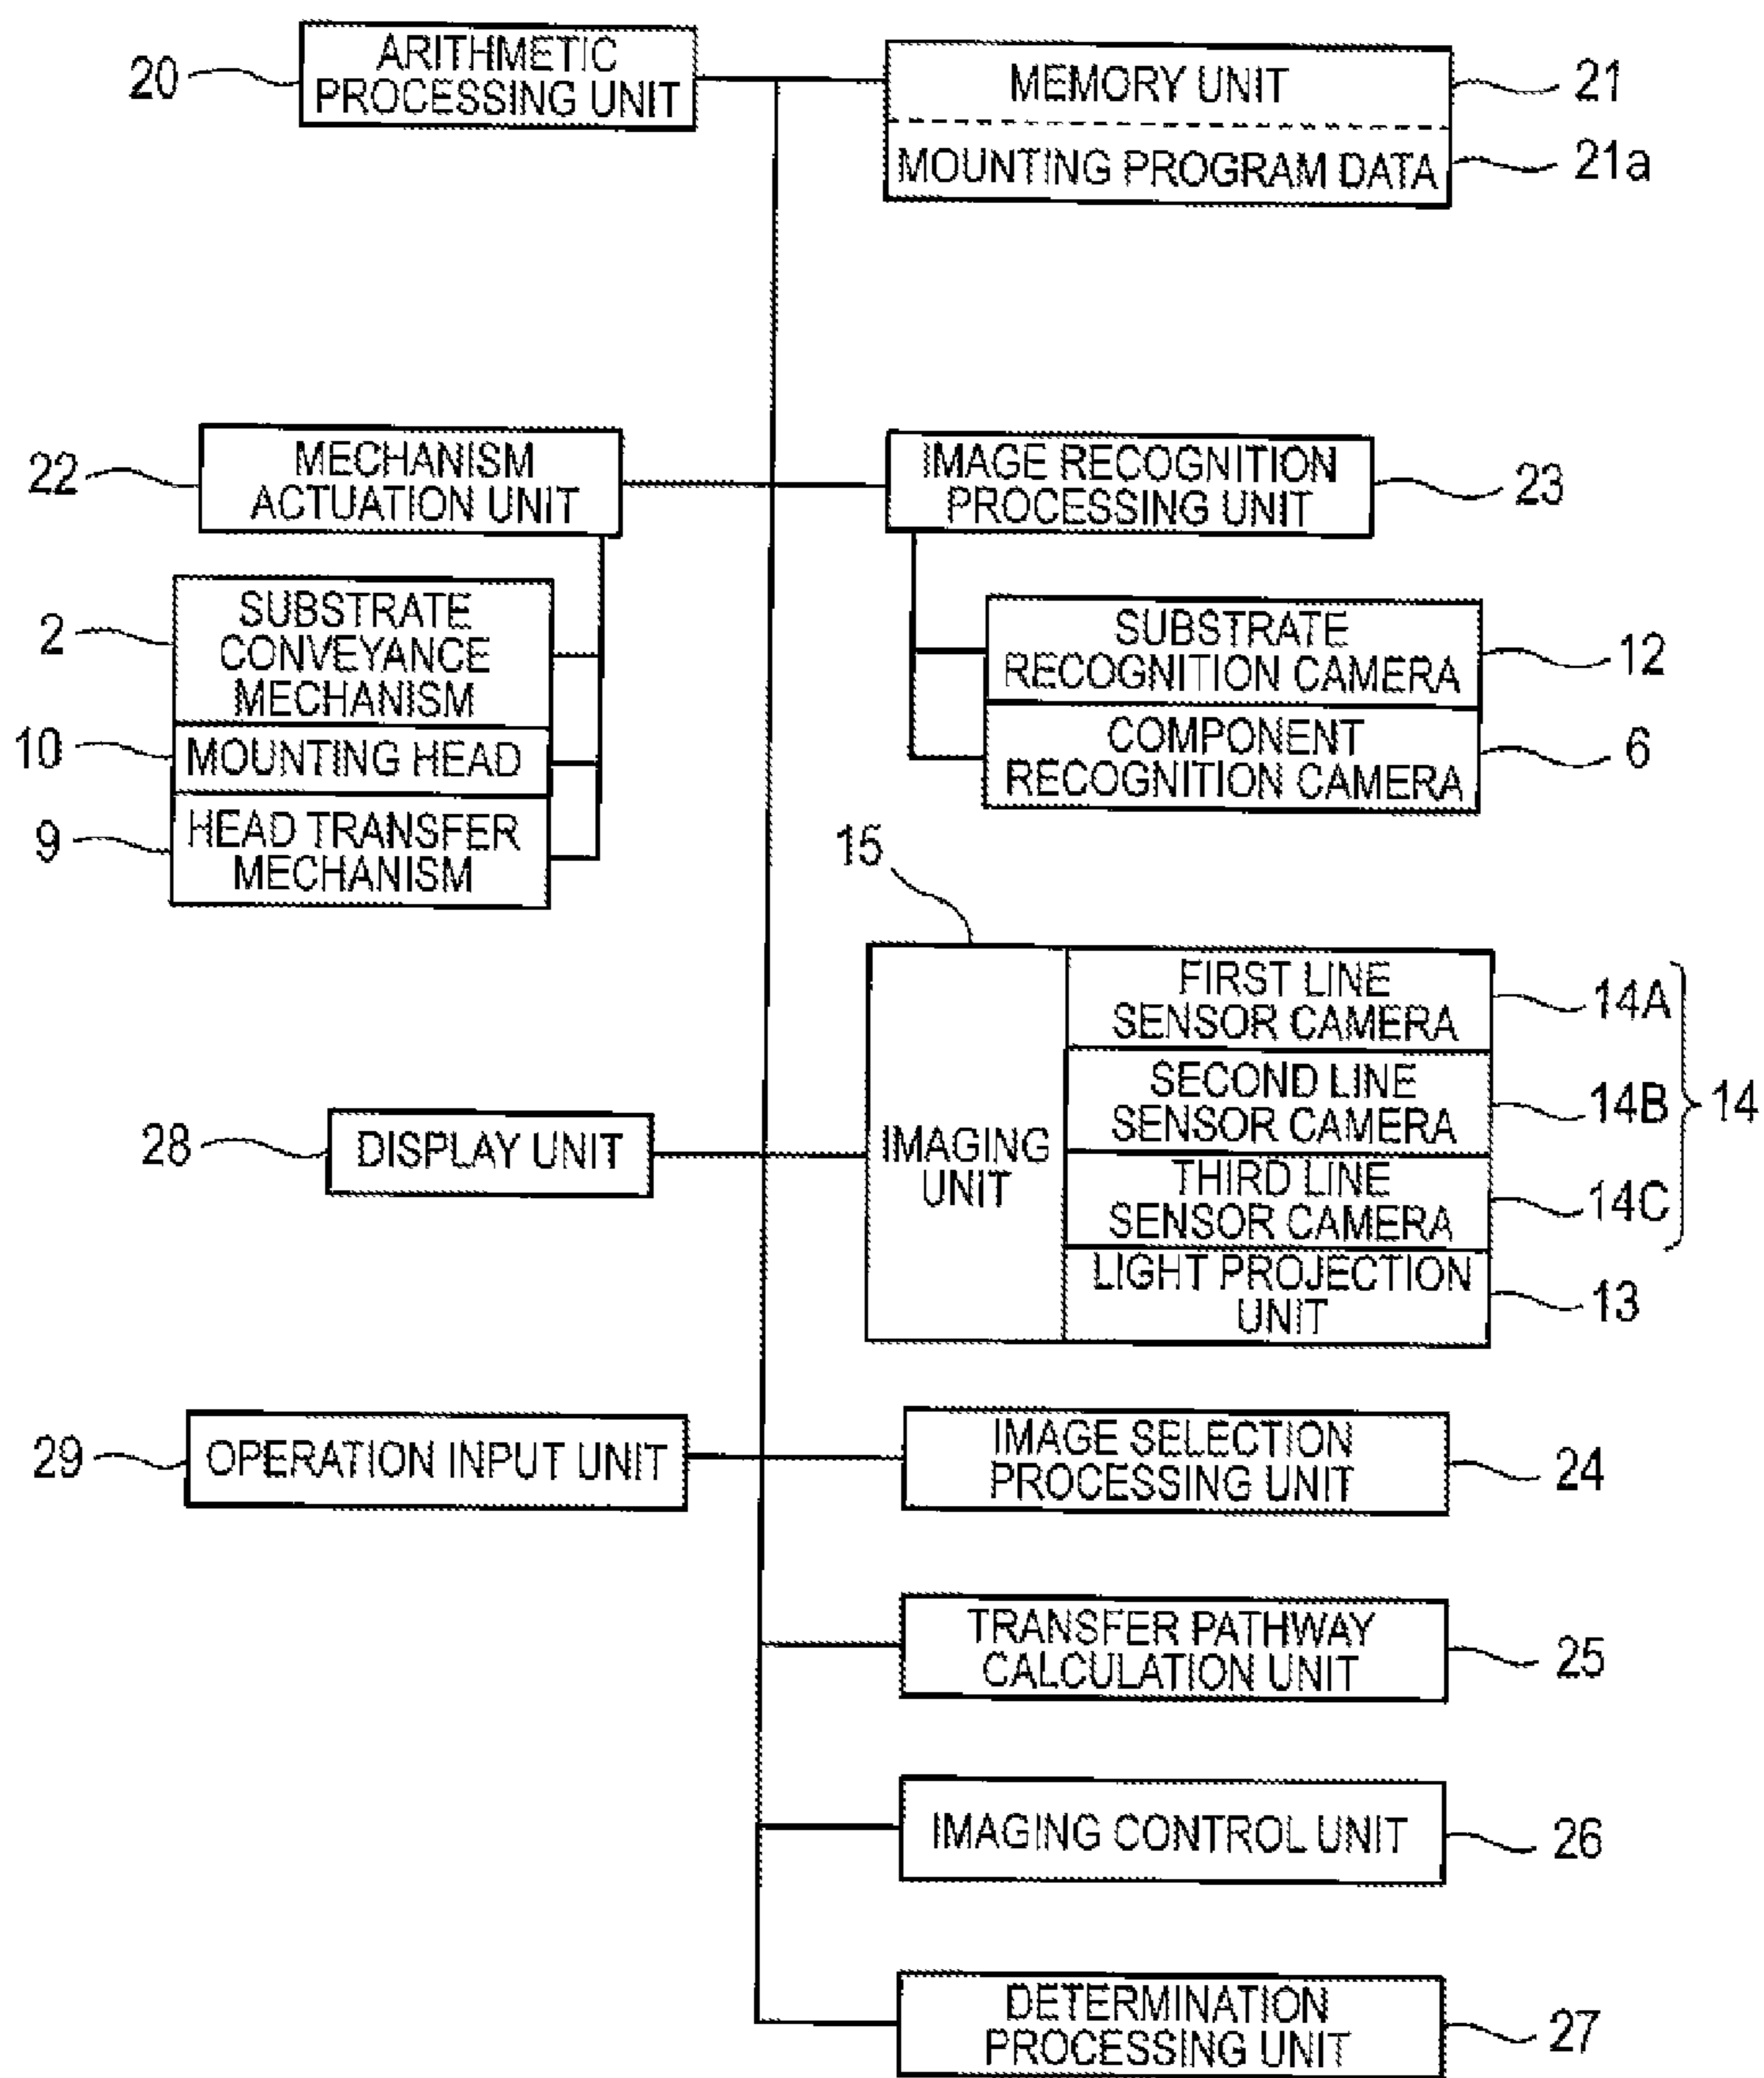 20
ARITHMETIC
PROCESSING UNIT
MEMORY UNIT
21
MOUNTING PROGRAM DATA
21a
22
MECHANISM
ACTUATION UNIT
IMAGE RECOGNITION
PROCESSING UNIT
23
2
SUBSTRATE
CONVEYANCE
MECHANISM
10
MOUNTING HEAD
9
HEAD TRANSFER
MECHANISM
SUBSTRATE
RECOGNITION CAMERA
12
COMPONENT
RECOGNITION CAMERA
6
15
IMAGING
UNIT
FIRST LINE
SENSOR CAMERA
14A
SECOND LINE
SENSOR CAMERA
14B
14
THIRD LINE
SENSOR CAMERA
14C
LIGHT PROJECTION
UNIT
13
28
DISPLAY UNIT
29
OPERATION INPUT UNIT
IMAGE SELECTION
PROCESSING UNIT
24
TRANSFER PATHWAY
CALCULATION UNIT
25
IMAGING CONTROL UNIT
26
DETERMINATION
PROCESSING UNIT
27